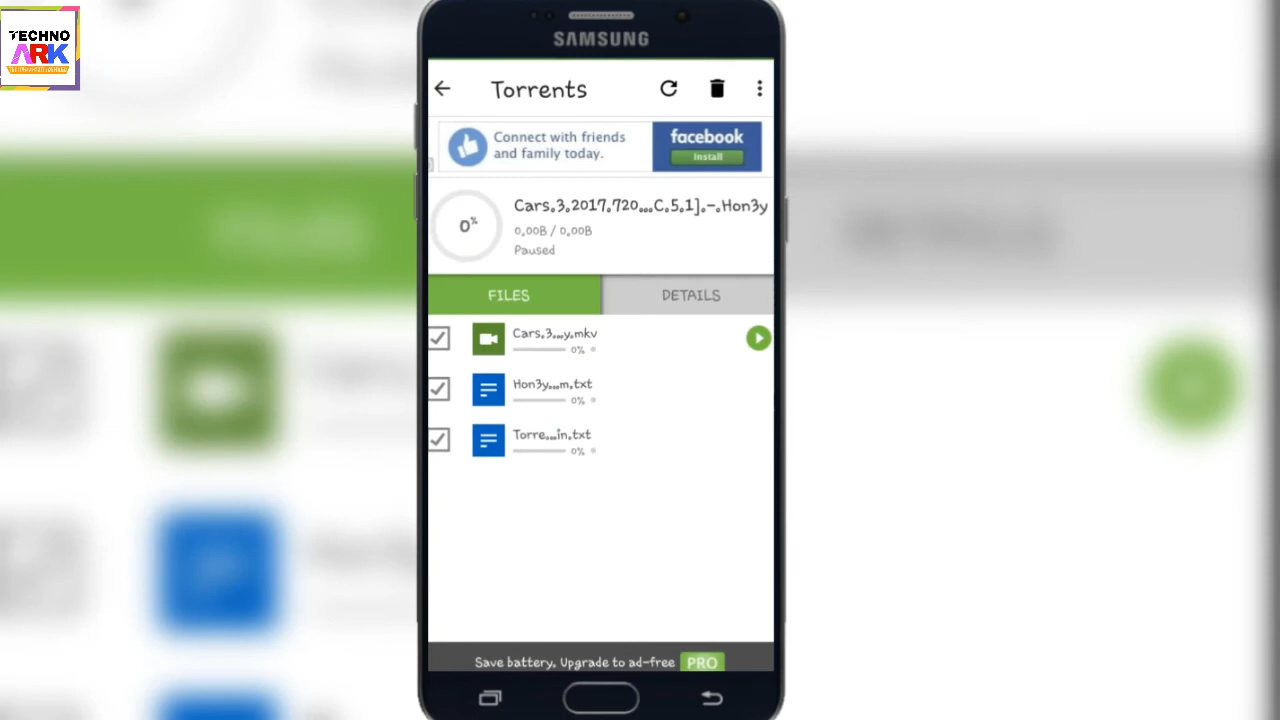 TECHNO
ARK
SAMSUNG
Torrents
Connect with friends
and family today.
facebook
Install
0%
Cars.3.2017.720...C.5.1].-.Hon3y
0.00B / 0.00B
Paused
FILES
DETAILS
Cars.3...y.mkv
0%
Hon3y...m.txt
0%
Torre...in.txt
0%
Save battery. Upgrade to ad-free PRO